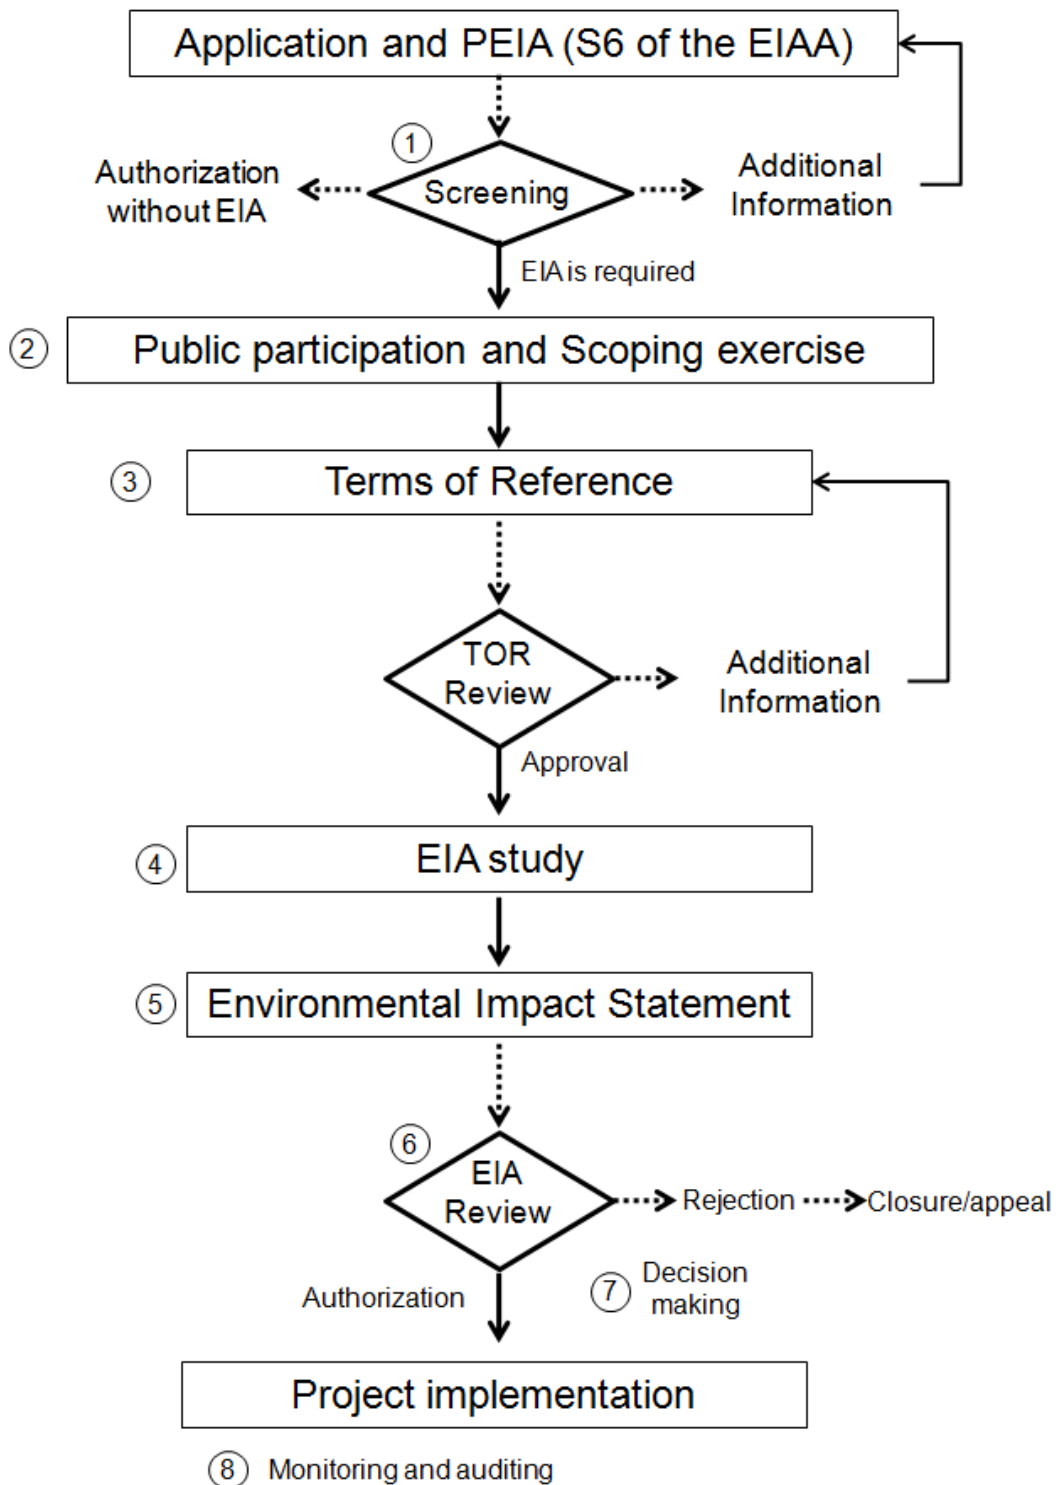 Application and PEIA (S6 of the EIAA)
1
Authorization
without EIA
Screening
Additional
Information
EIA is required
2
Public participation and Scoping exercise
3
Terms of Reference
TOR
Review
Additional
Information
Approval
4
EIA study
5
Environmental Impact Statement
6
EIA
Review
Rejection
Closure/appeal
Authorization
7
Decision
making
Project implementation
8 Monitoring and auditing